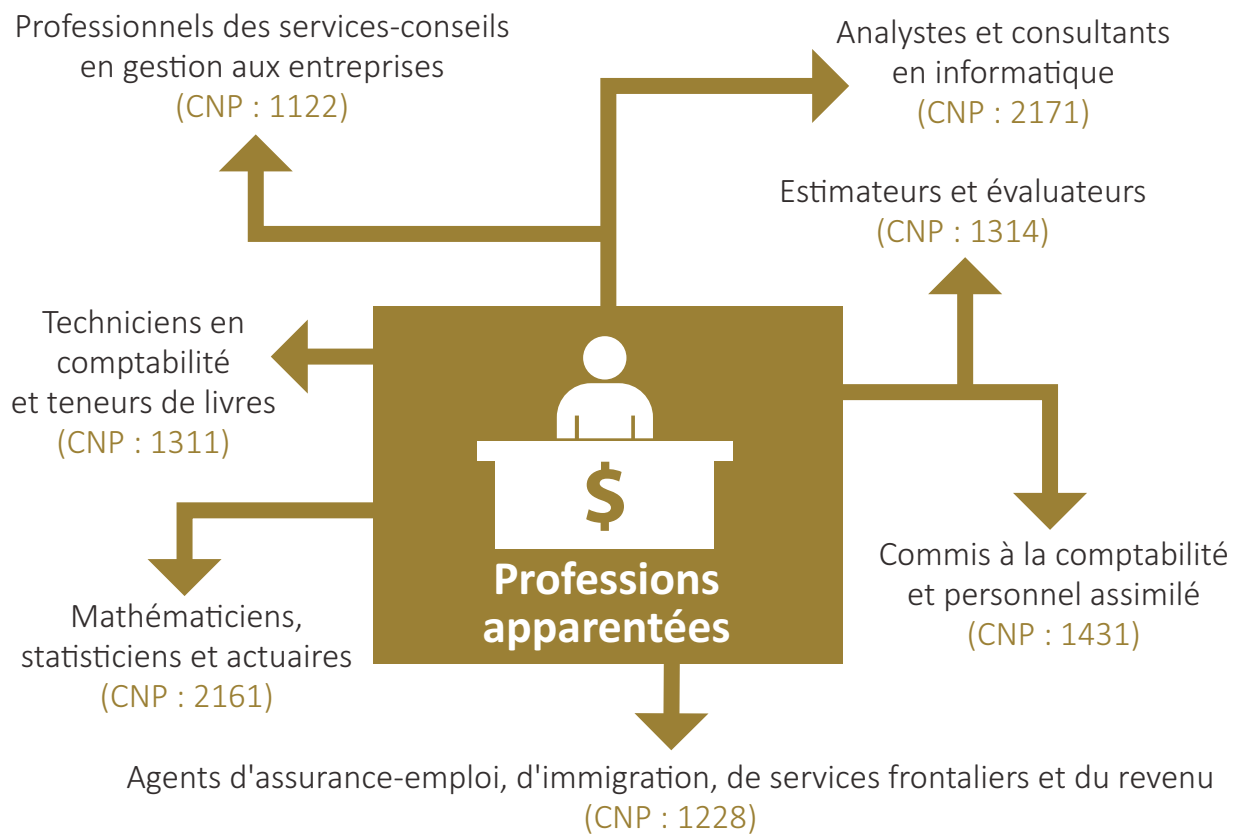 Professionnels des services-conseils
en gestion aux entreprises
(CNP : 1122)
Analystes et consultants
en informatique
(CNP : 2171)
Estimateurs et évaluateurs
(CNP : 1314)
Techniciens en
comptabilité
et teneurs de livres
(CNP : 1311)
$
Professions
apparentées
Commis à la comptabilité
et personnel assimilé
(CNP : 1431)
Mathématiciens,
statisticiens et actuaires
(CNP : 2161)
Agents d'assurance-emploi, d'immigration, de services frontaliers et du revenu
(CNP : 1228)